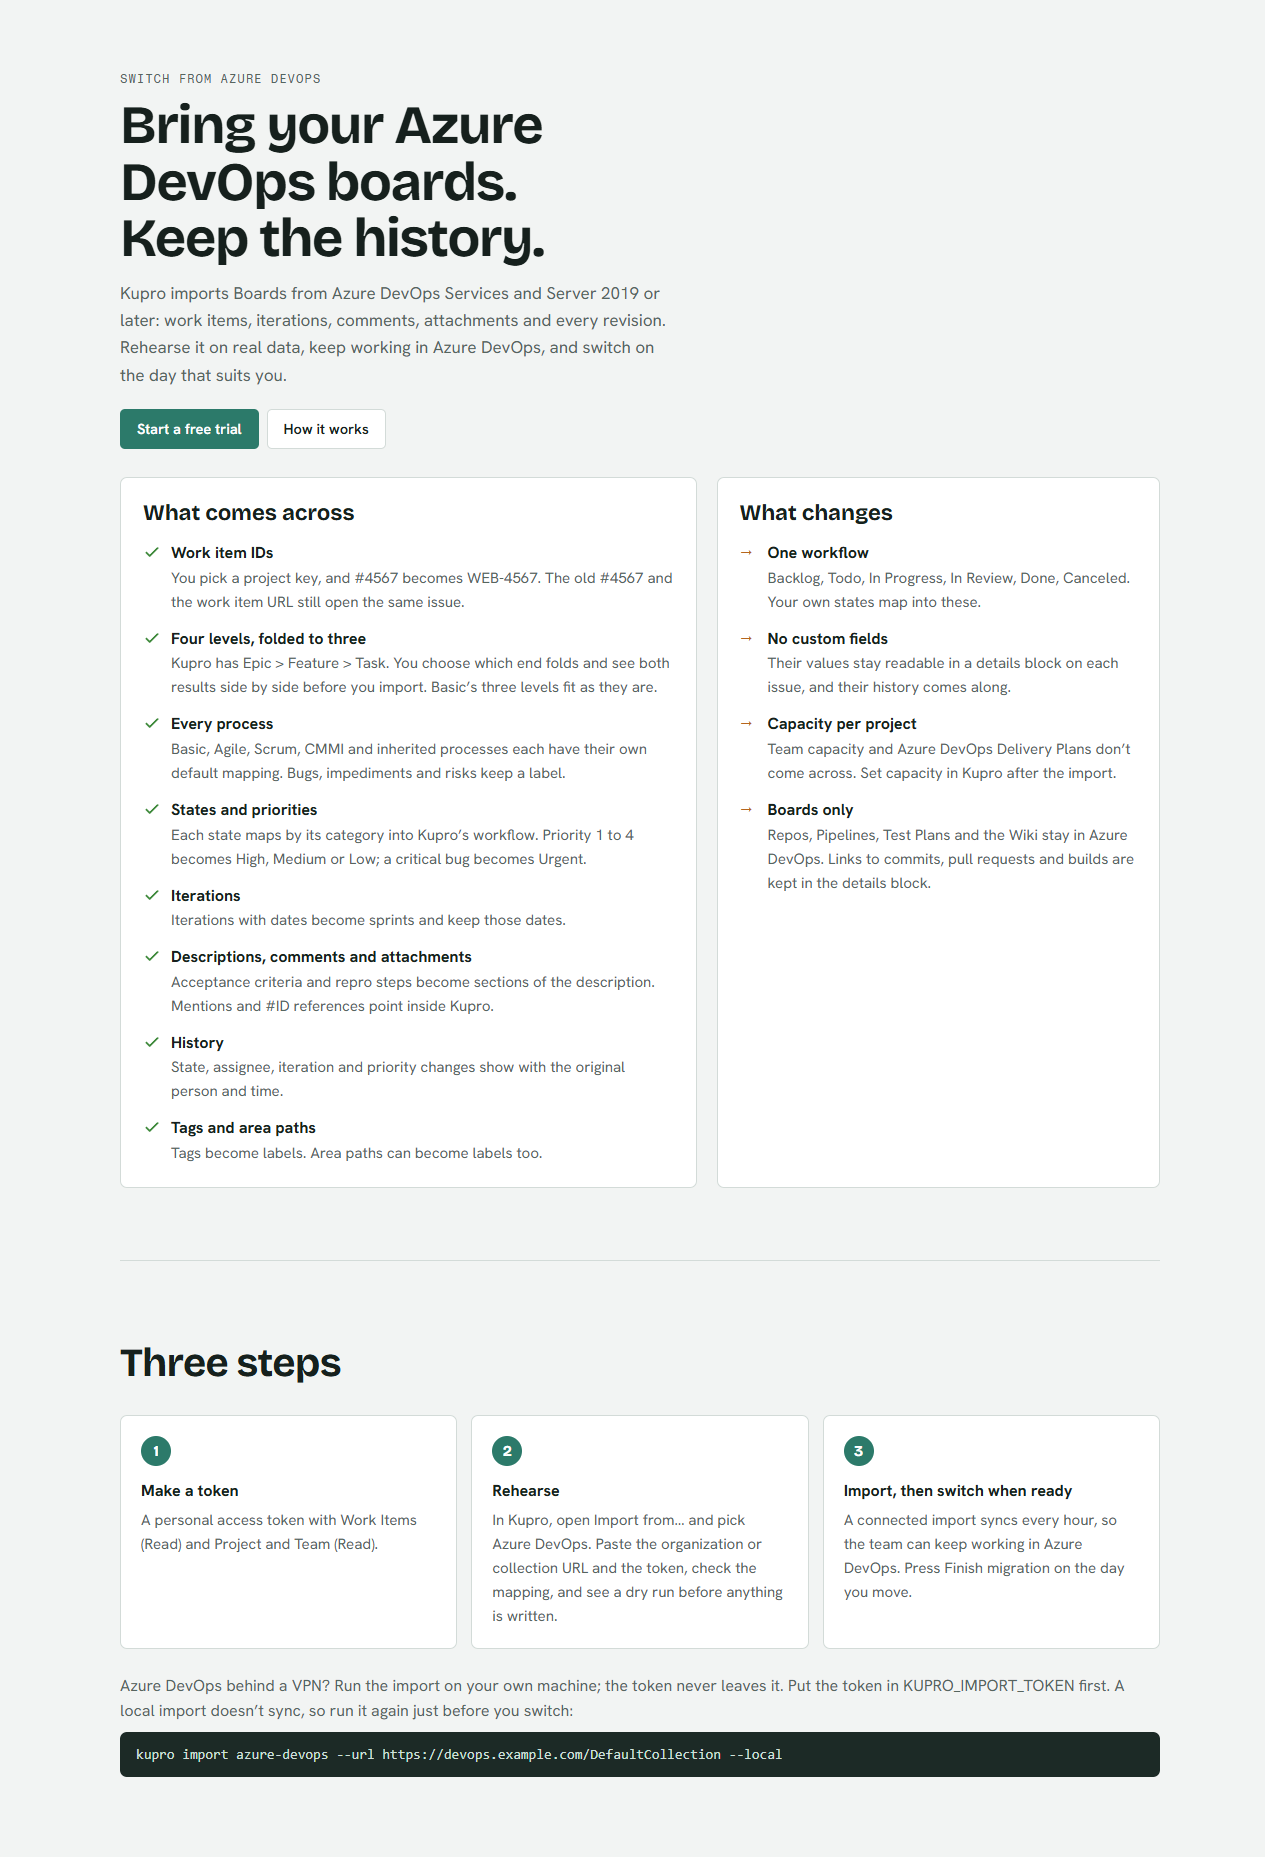 SWITCH FROM AZURE DEVOPS
Bring your Azure
DevOps boards.
Keep the history.
Kupro imports Boards from Azure DevOps Services and Server 2019 or
later: work items, iterations, comments, attachments and every revision.
Rehearse it on real data, keep working in Azure DevOps, and switch on
the day that suits you.
Start a free trial
How it works
What comes across
✓ Work item IDs
You pick a project key, and #4567 becomes WEB-4567. The old #4567 and
the work item URL still open the same issue.
✓ Four levels, folded to three
Kupro has Epic > Feature > Task. You choose which end folds and see both
results side by side before you import. Basic’s three levels fit as they are.
✓ Every process
Basic, Agile, Scrum, CMMI and inherited processes each have their own
default mapping. Bugs, impediments and risks keep a label.
✓ States and priorities
Each state maps by its category into Kupro’s workflow. Priority 1 to 4
becomes High, Medium or Low; a critical bug becomes Urgent.
✓ Iterations
Iterations with dates become sprints and keep those dates.
✓ Descriptions, comments and attachments
Acceptance criteria and repro steps become sections of the description.
Mentions and #ID references point inside Kupro.
✓ History
State, assignee, iteration and priority changes show with the original
person and time.
✓ Tags and area paths
Tags become labels. Area paths can become labels too.
What changes
→ One workflow
Backlog, Todo, In Progress, In Review, Done, Canceled.
Your own states map into these.
→ No custom fields
Their values stay readable in a details block on each
issue, and their history comes along.
→ Capacity per project
Team capacity and Azure DevOps Delivery Plans don’t
come across. Set capacity in Kupro after the import.
→ Boards only
Repos, Pipelines, Test Plans and the Wiki stay in Azure
DevOps. Links to commits, pull requests and builds are
kept in the details block.
Three steps
1
Make a token
A personal access token with Work Items
(Read) and Project and Team (Read).
2
Rehearse
In Kupro, open Import from… and pick
Azure DevOps. Paste the organization or
collection URL and the token, check the
mapping, and see a dry run before anything
is written.
3
Import, then switch when ready
A connected import syncs every hour, so
the team can keep working in Azure
DevOps. Press Finish migration on the day
you move.
Azure DevOps behind a VPN? Run the import on your own machine; the token never leaves it. Put the token in KUPRO_IMPORT_TOKEN first. A
local import doesn’t sync, so run it again just before you switch:
kupro import azure-devops --url https://devops.example.com/DefaultCollection --local